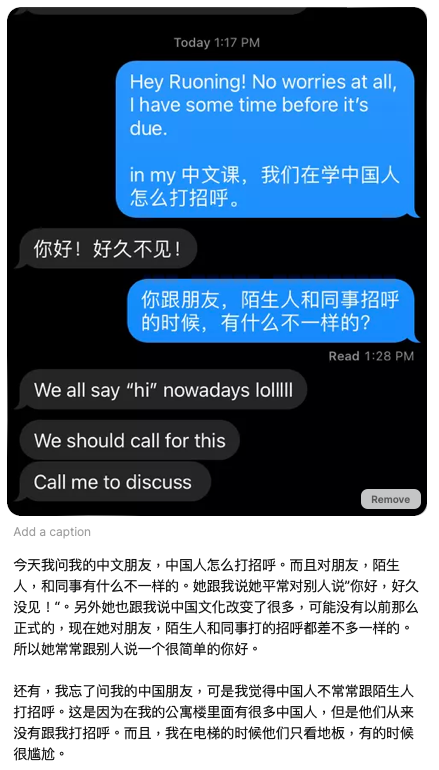 Today 1:17 PM
Hey Ruoning! No worries at all,
I have some time before it's
due.
in my 中文课，我们在学中国人
怎么打招呼。
你好！好久不见！
你跟朋友，陌生人和同事招呼
的时候，有什么不一样的？
Read 1:28 PM
We all say “hi” nowadays lolllll
We should call for this
Call me to discuss
Remove
Add a caption
今天我问我的中文朋友，中国人怎么打招呼。而且对朋友，陌生
人，和同事有什么不一样的。她跟我说她平常对别人说”你好，好久
没见！“。另外她也跟我说中国文化改变了很多，可能没有以前那么
正式的，现在她对朋友，陌生人和同事打的招呼都差不多一样的。
所以她常常跟别人说一个很简单的你好。
还有，我忘了问我的中国朋友，可是我觉得中国人不常常跟陌生人
打招呼。这是因为在我的公寓楼里面有很多中国人，但是他们从来
没有跟我打招呼。而且，我在电梯的时候他们只看地板，有的时候
很尴尬。